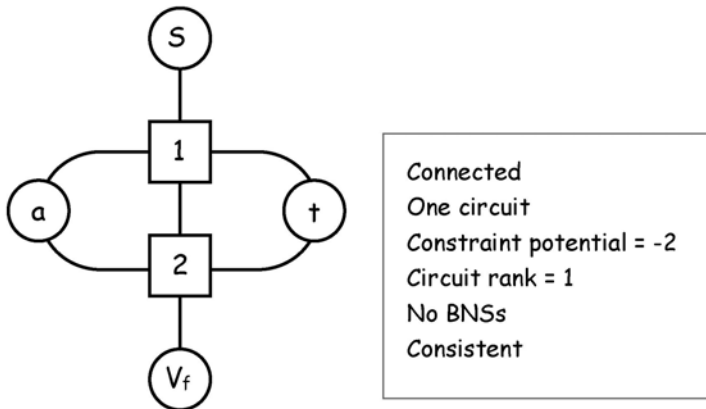 S
1
a
t
2
Vf
Connected
One circuit
Constraint potential = -2
Circuit rank = 1
No BNSs
Consistent